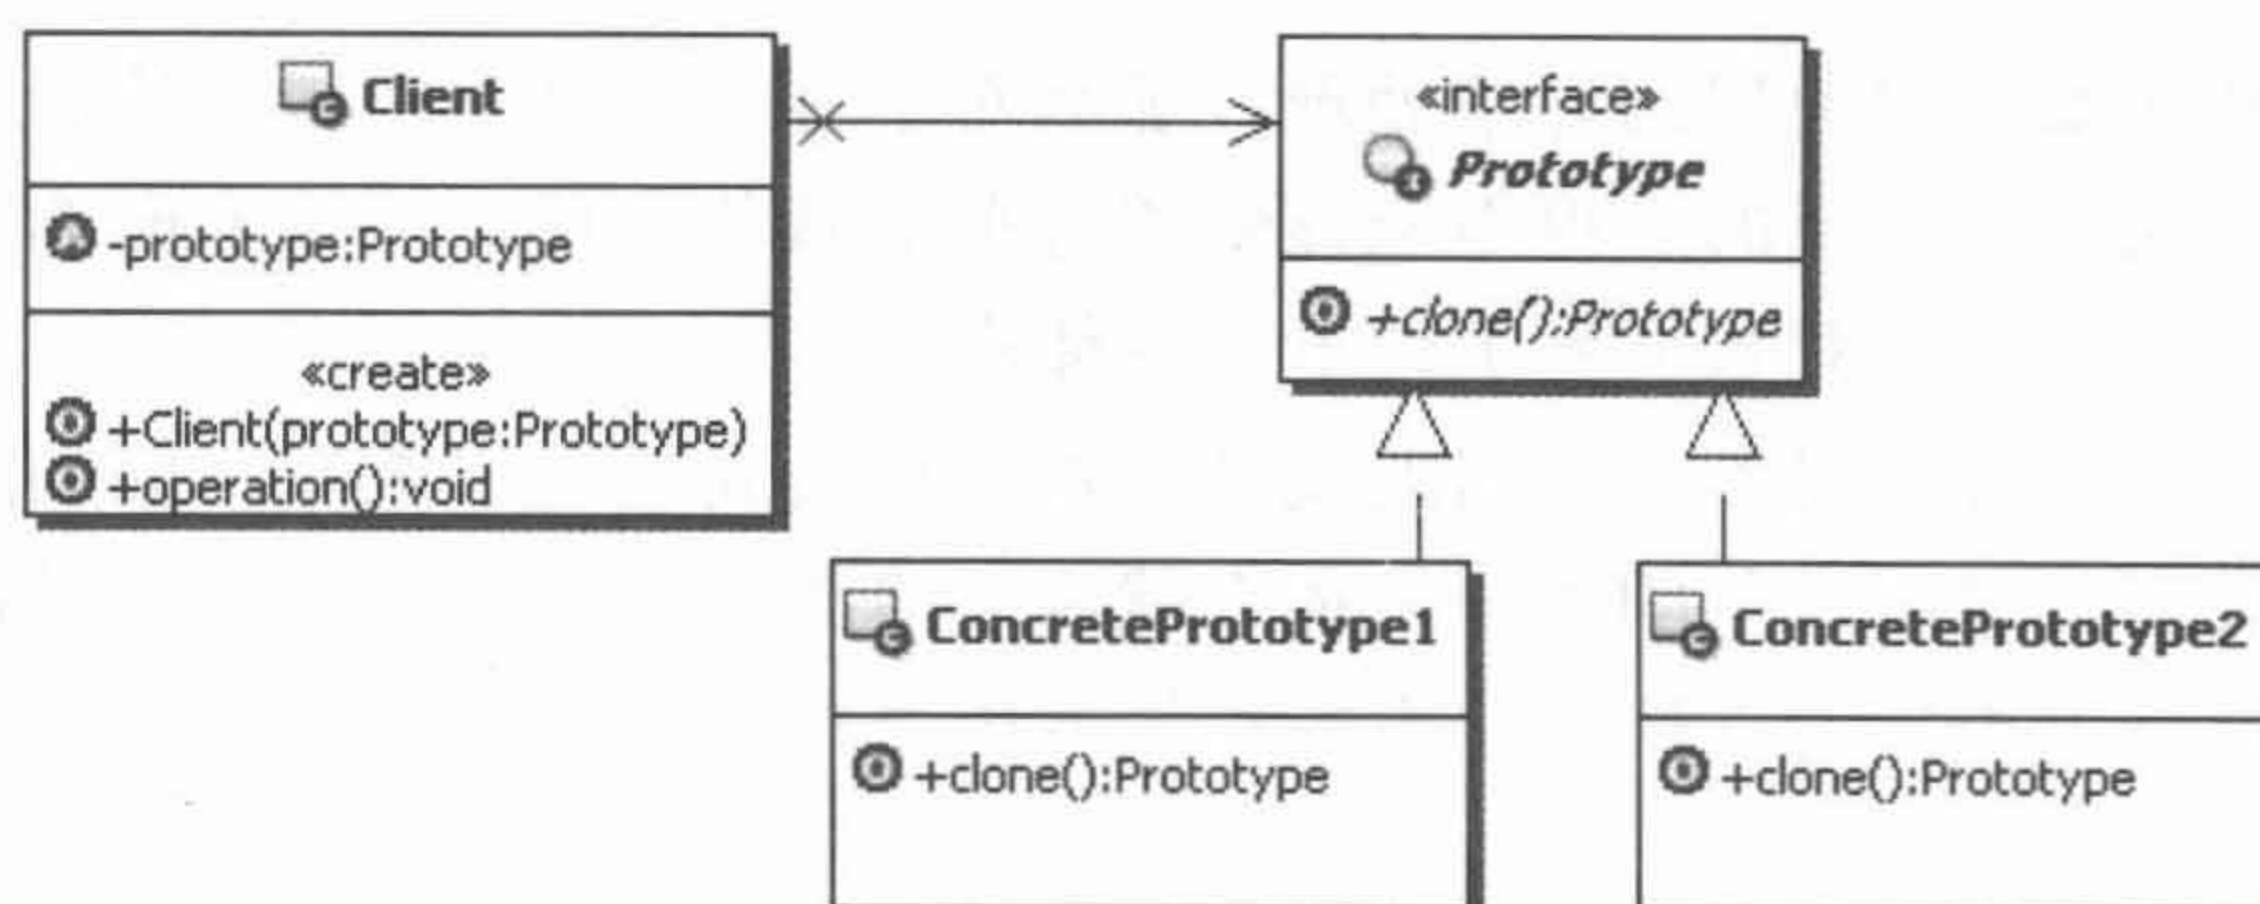 Client
-prototype:Prototype
«create»
+Client(prototype:Prototype)
+operation():void
«interface»
Prototype
+clone():Prototype
ConcretePrototype1
+clone():Prototype
ConcretePrototype2
+clone():Prototype